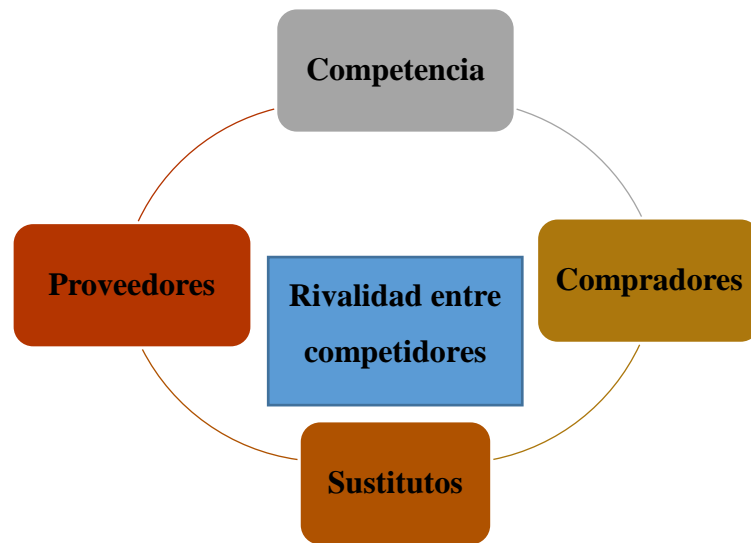 Competencia
Proveedores
Compradores
Rivalidad entre
competidores
Sustitutos